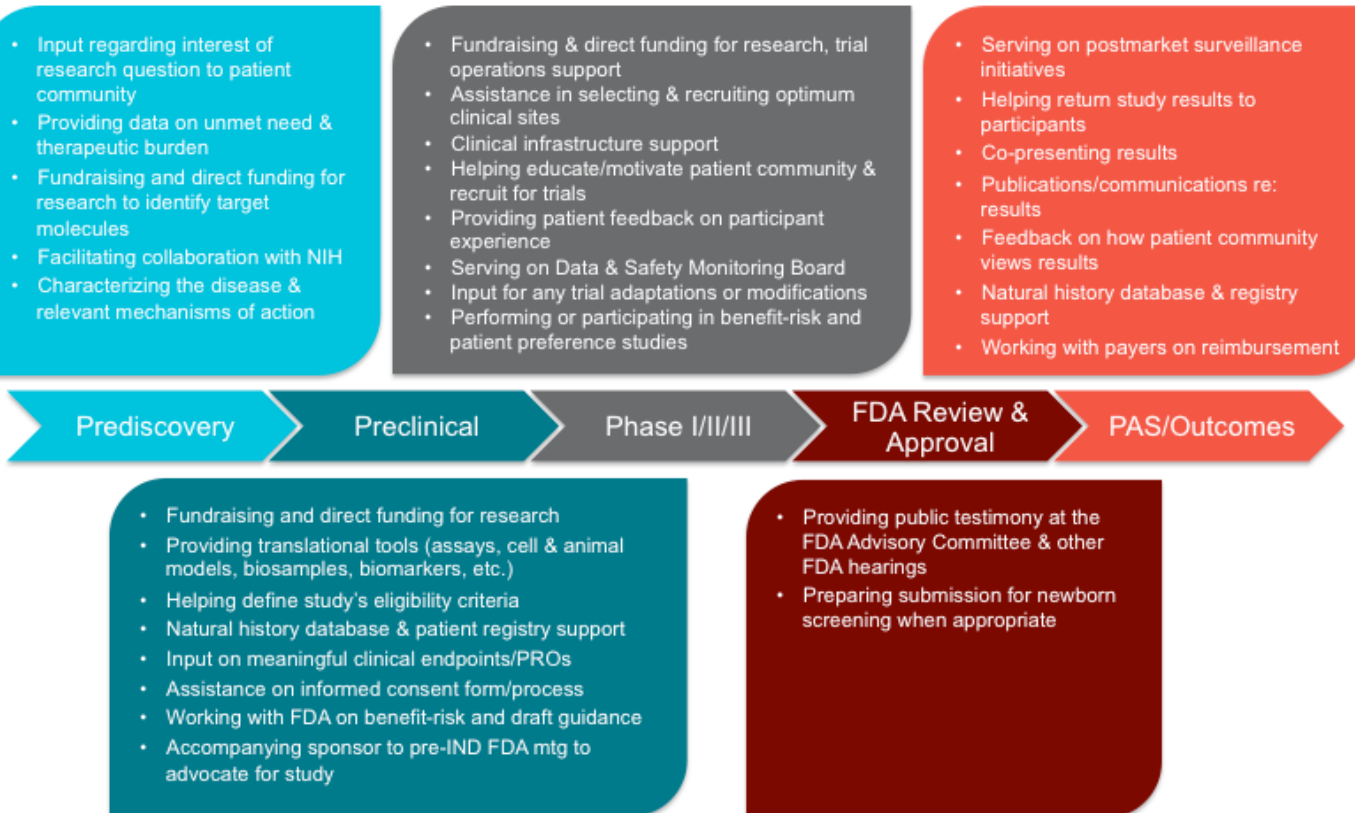 • Input regarding interest of
research question to patient
community
• Providing data on unmet need &
therapeutic burden
• Fundraising and direct funding for
research to identify target
molecules
• Facilitating collaboration with NIH
• Characterizing the disease &
relevant mechanisms of action
• Fundraising & direct funding for research, trial
operations support
• Assistance in selecting & recruiting optimum
clinical sites
• Clinical infrastructure support
• Helping educate/motivate patient community &
recruit for trials
• Providing patient feedback on participant
experience
• Serving on Data & Safety Monitoring Board
• Input for any trial adaptations or modifications
• Performing or participating in benefit-risk and
patient preference studies
• Serving on postmarket surveillance
initiatives
• Helping return study results to
participants
• Co-presenting results
• Publications/communications re:
results
• Feedback on how patient community
views results
• Natural history database & registry
support
• Working with payers on reimbursement
Prediscovery
Preclinical
Phase I/II/III
FDA Review &
Approval
PAS/Outcomes
• Fundraising and direct funding for research
• Providing translational tools (assays, cell & animal
models, biosamples, biomarkers, etc.)
• Helping define study's eligibility criteria
• Natural history database & patient registry support
• Input on meaningful clinical endpoints/PROs
• Assistance on informed consent form/process
• Working with FDA on benefit-risk and draft guidance
• Accompanying sponsor to pre-IND FDA mtg to
advocate for study
• Providing public testimony at the
FDA Advisory Committee & other
FDA hearings
• Preparing submission for newborn
screening when appropriate